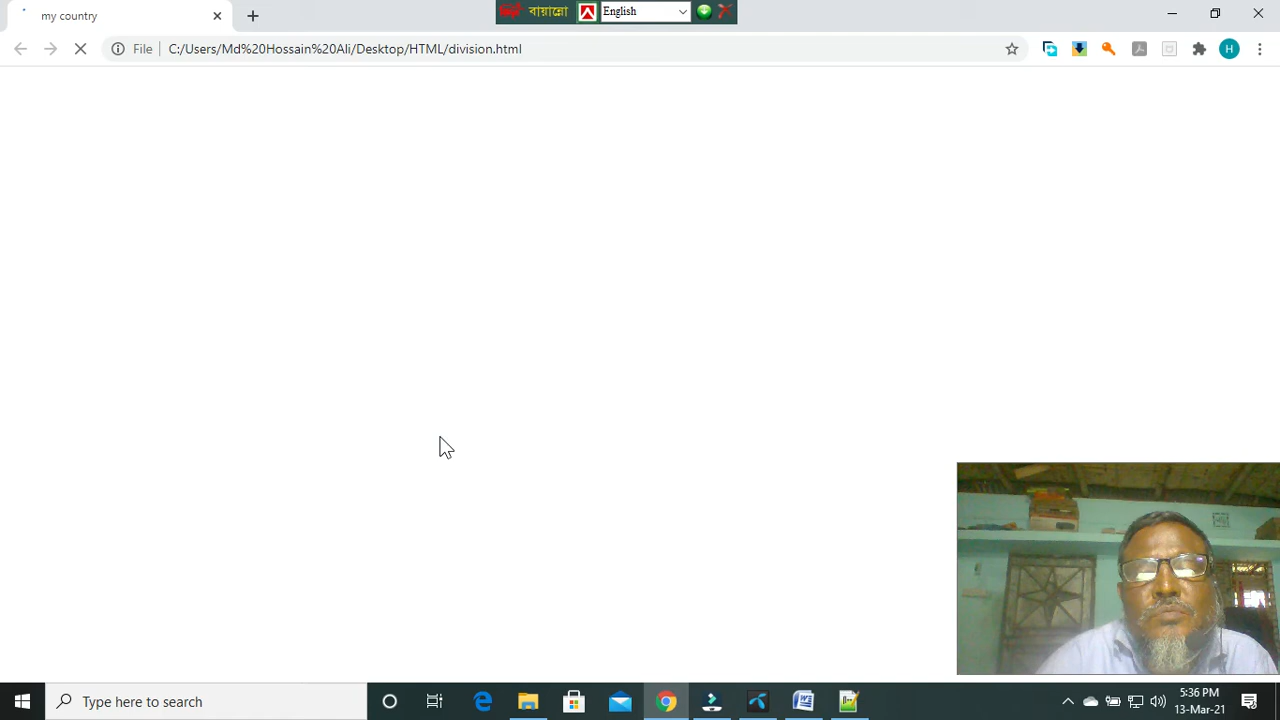 my country
বায়ান্নো
English
File
C:/Users/Md%20Hossain%20Ali/Desktop/HTML/division.html
H
Type here to search
5:36 PM
13-Mar-21